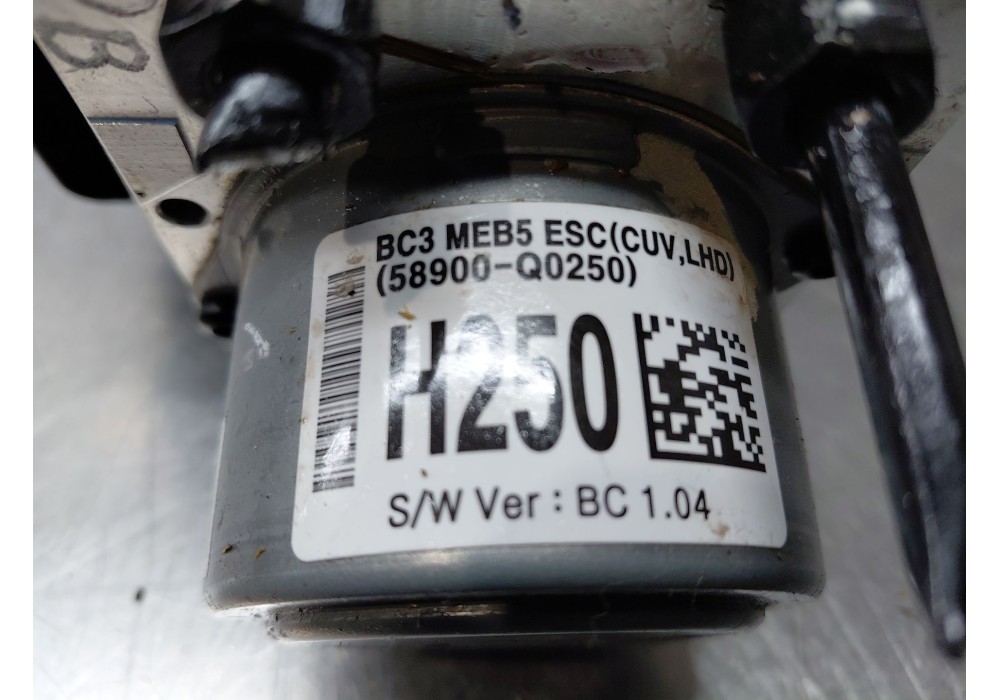 BC3 MEB5 ESC(CUV,LHD)
(58900-Q0250)
H250
S/W Ver : BC 1.04